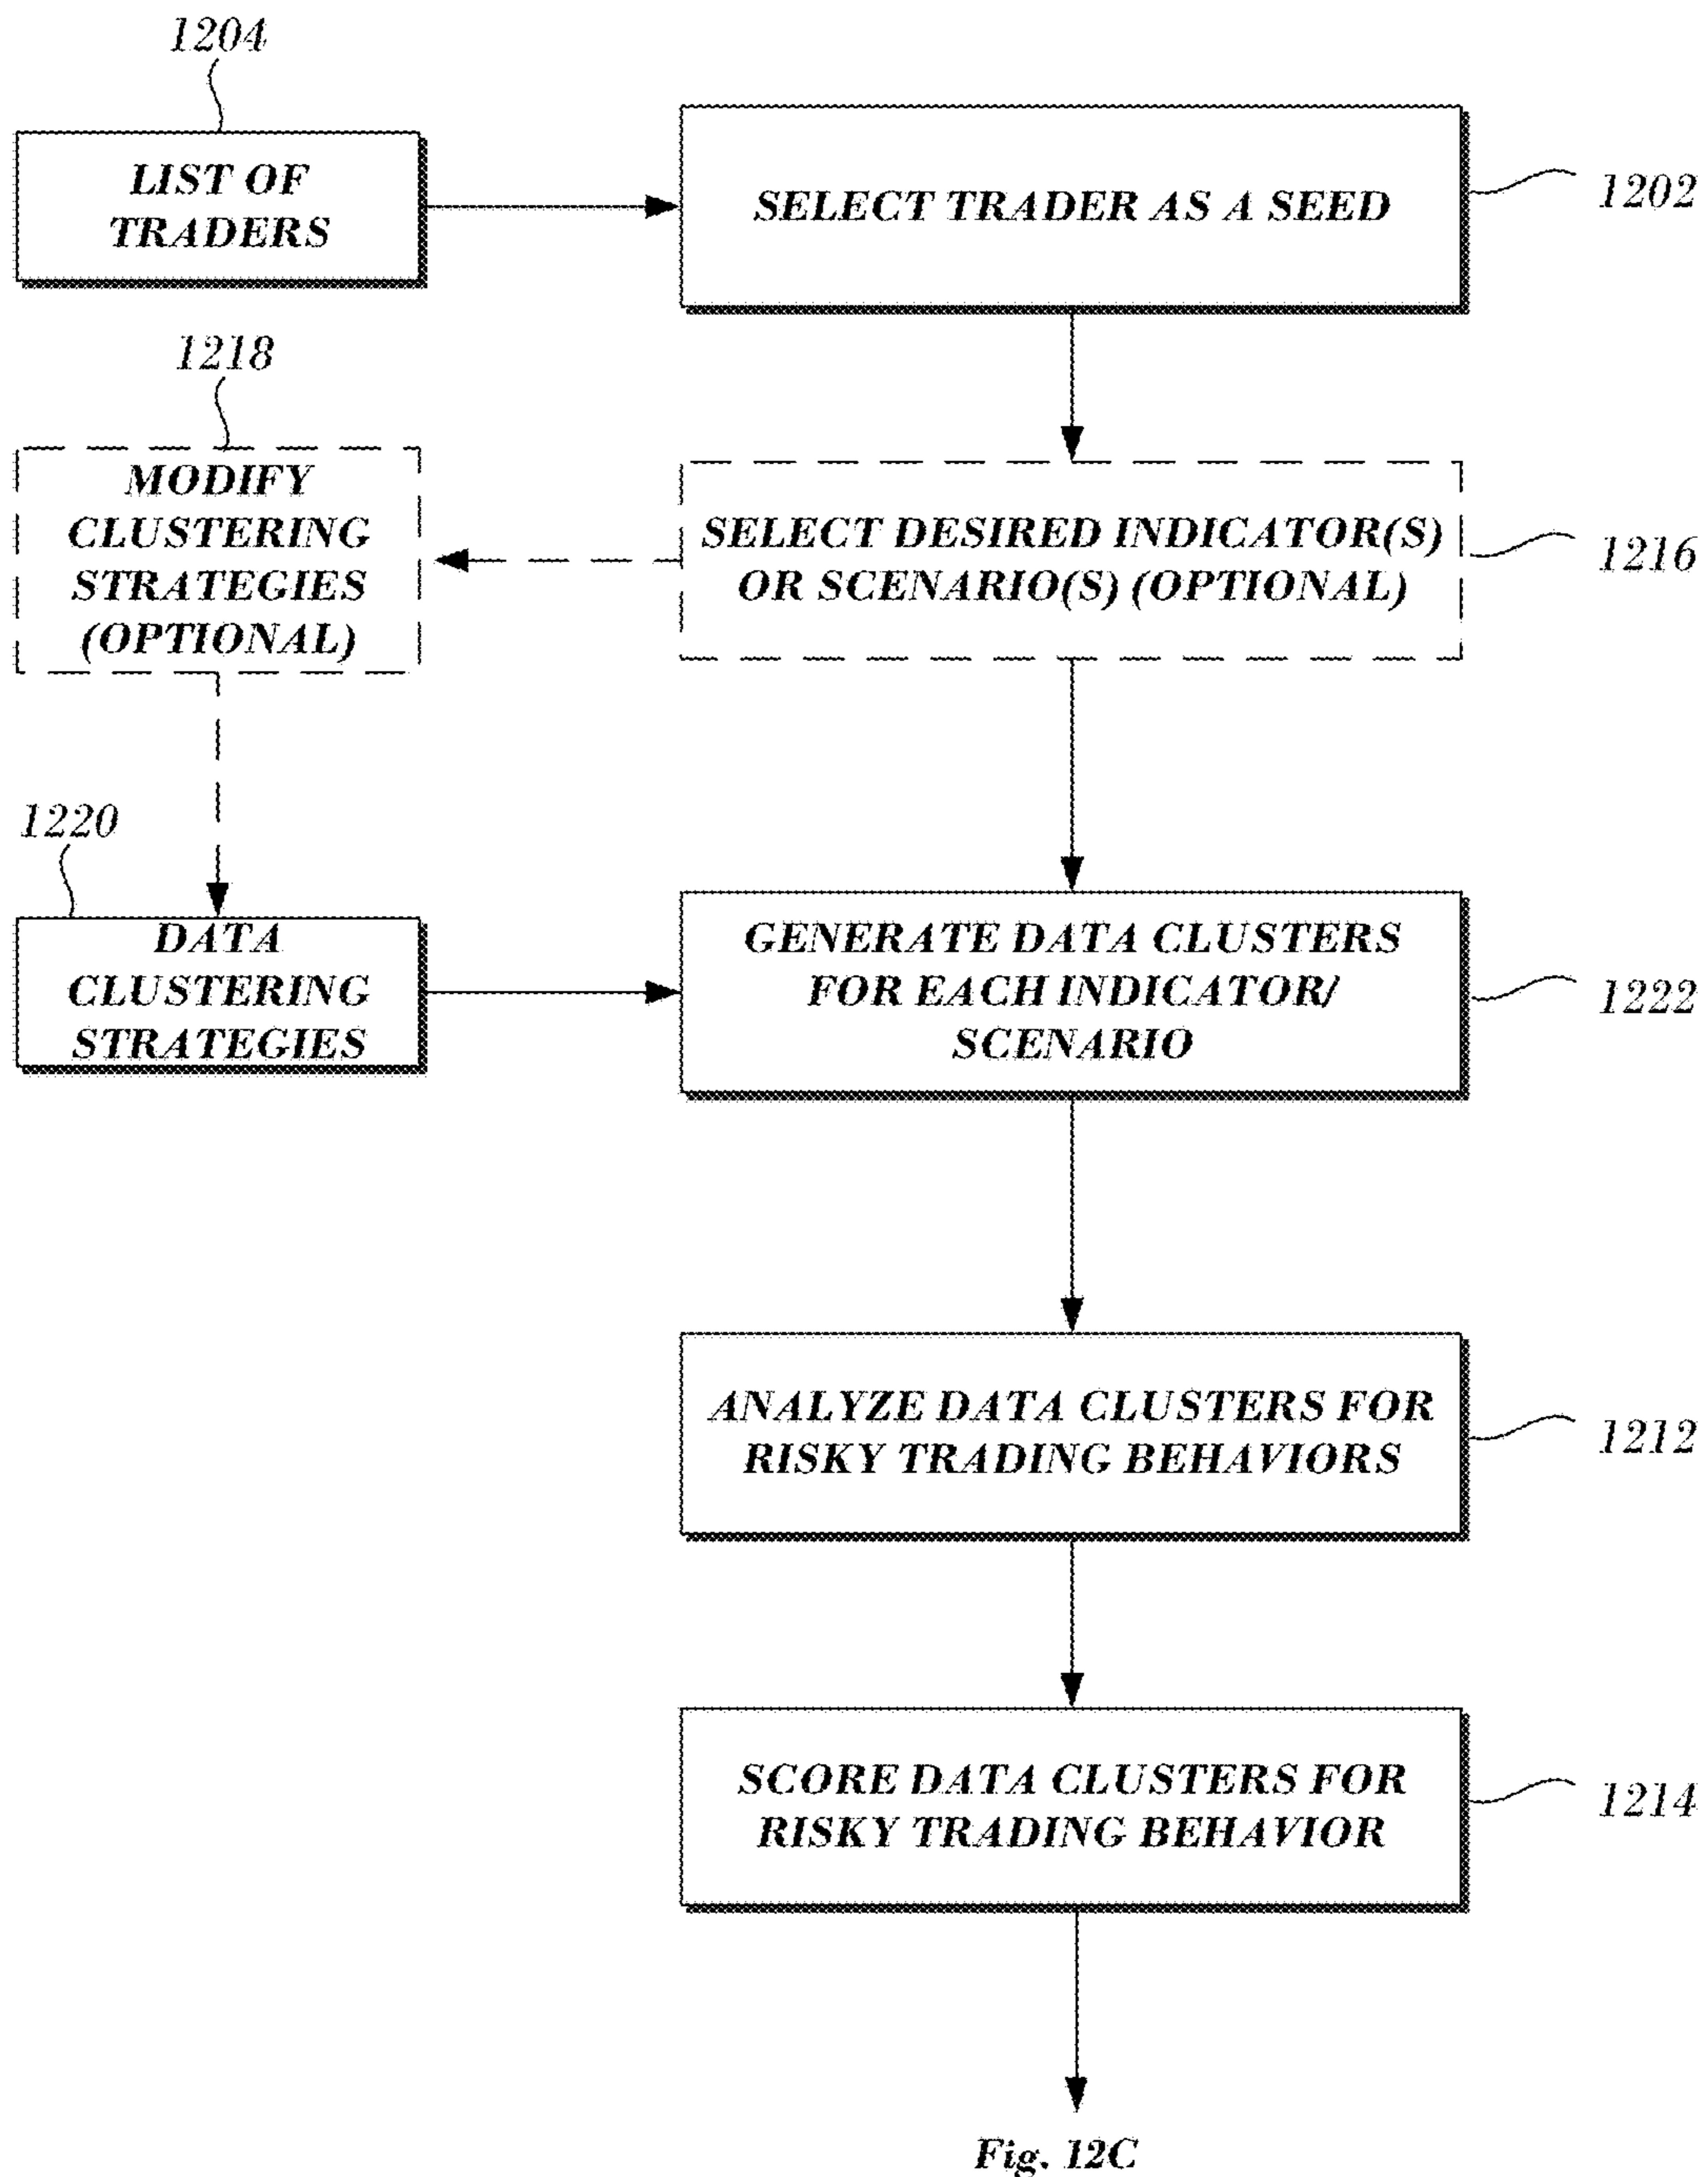 1204
LIST OF
TRADERS
SELECT TRADER AS A SEED
1202
1218
MODIFY
CLUSTERING
STRATEGIES
(OPTIONAL)
SELECT DESIRED INDICATOR(S)
OR SCENARIO(S) (OPTIONAL)
1216
1220
DATA
CLUSTERING
STRATEGIES
GENERATE DATA CLUSTERS
FOR EACH INDICATOR/
SCENARIO
1222
ANALYZE DATA CLUSTERS FOR
RISKY TRADING BEHAVIORS
1212
SCORE DATA CLUSTERS FOR
RISKY TRADING BEHAVIOR
1214
Fig. 12C